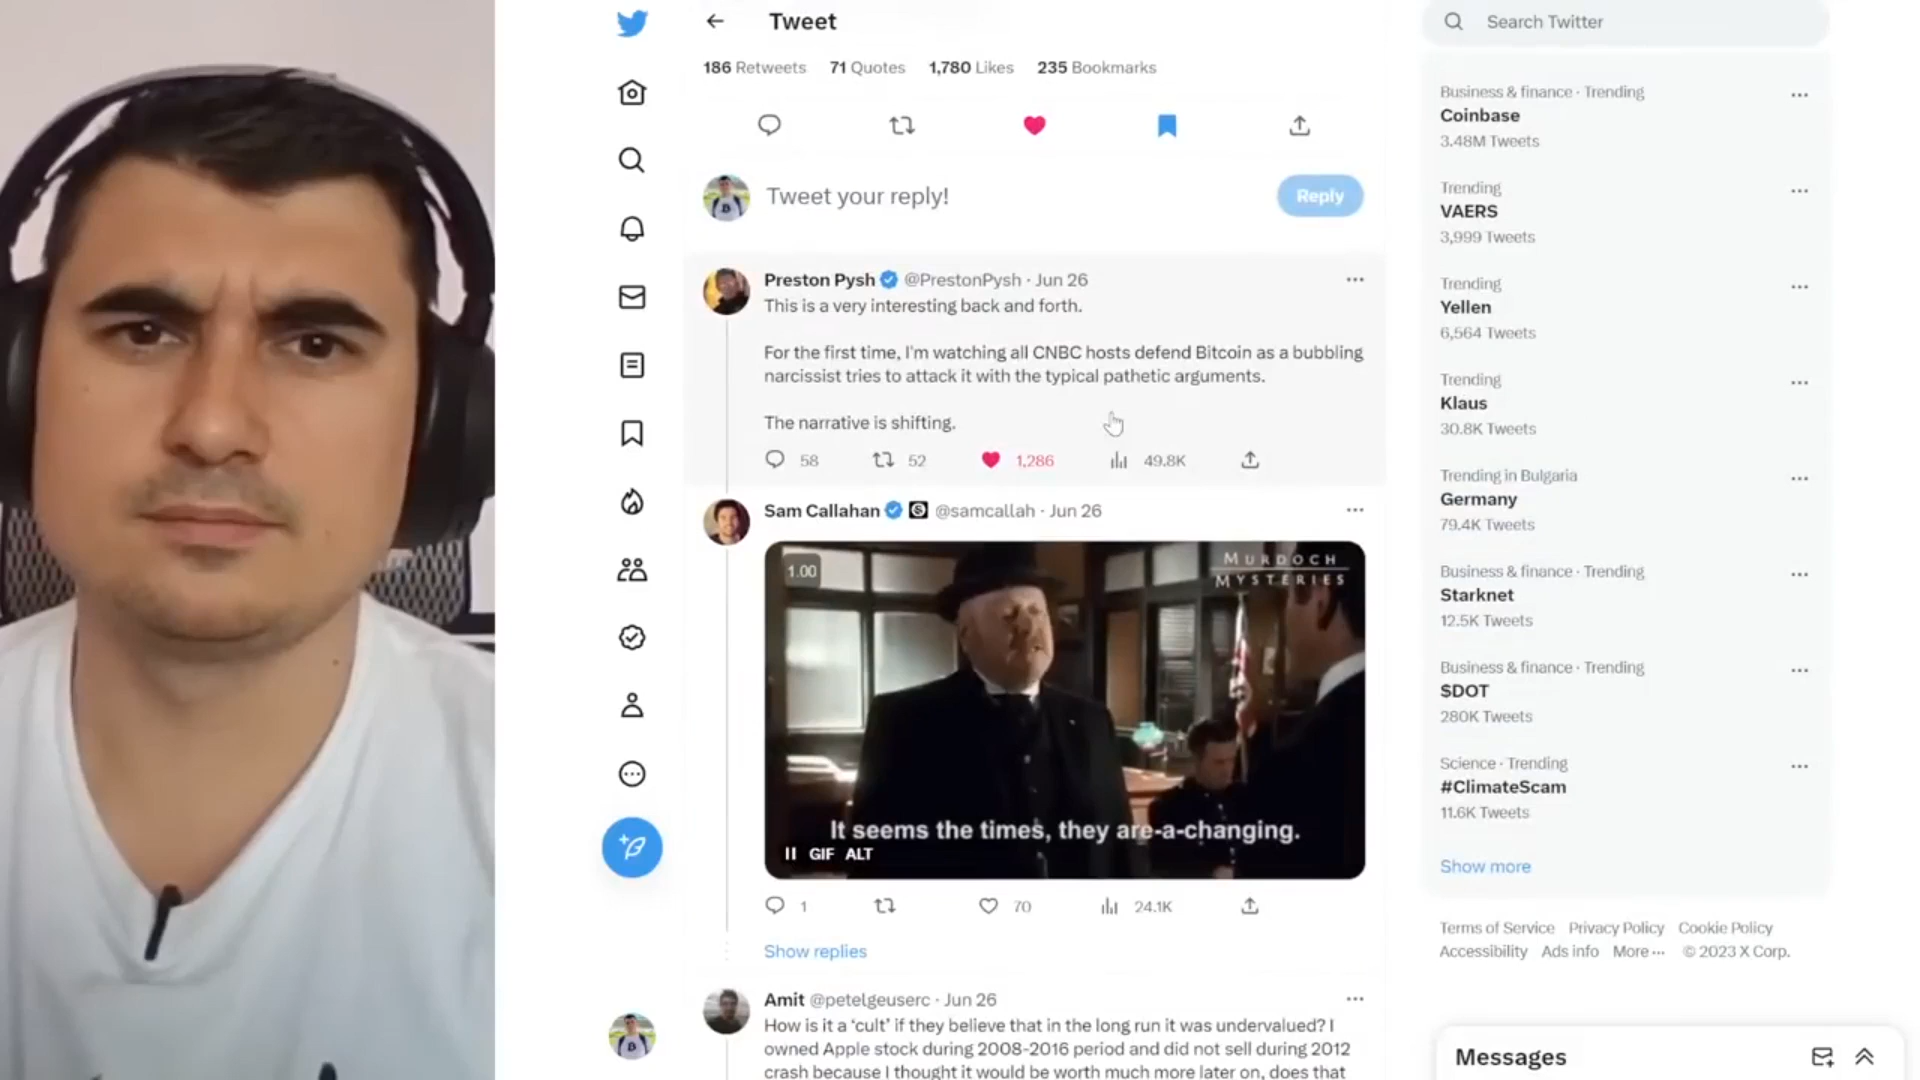 Tweet
186 Retweets 71 Quotes 1,780 Likes 235 Bookmarks
Tweet your reply!
Reply
Preston Pysh @PrestonPysh · Jun 26
This is a very interesting back and forth.
For the first time, I'm watching all CNBC hosts defend Bitcoin as a bubbling
narcissist tries to attack it with the typical pathetic arguments.
The narrative is shifting.
58 52 1,286 49.8K
Sam Callahan @samcallah · Jun 26
1.00
MURDOCH
MYSTERIES
It seems the times, they are-a-changing.
GIF ALT
1 70 24.1K
Show replies
Amit @petelgeuserc · Jun 26
How is it a 'cult' if they believe that in the long run it was undervalued? I
owned Apple stock during 2008-2016 period and did not sell during 2012
crash because I thought it would be worth much more later on, does that
Search Twitter
Business & finance · Trending
Coinbase
3.48M Tweets
Trending
VAERS
3,999 Tweets
Trending
Yellen
6,564 Tweets
Trending
Klaus
30.8K Tweets
Trending in Bulgaria
Germany
79.4K Tweets
Business & finance · Trending
Starknet
12.5K Tweets
Business & finance · Trending
$DOT
280K Tweets
Science · Trending
#ClimateScam
11.6K Tweets
Show more
Terms of Service Privacy Policy Cookie Policy
Accessibility Ads info More ··· © 2023 X Corp.
Messages